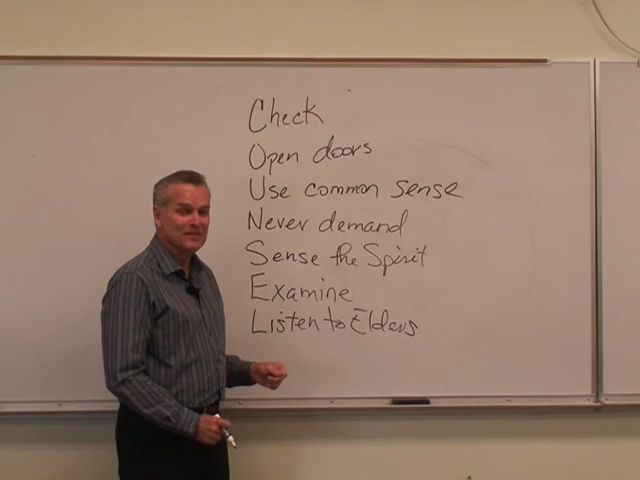 Check
Open doors
Use common sense
Never demand
Sense the Spirit
Examine
Listen to Elders